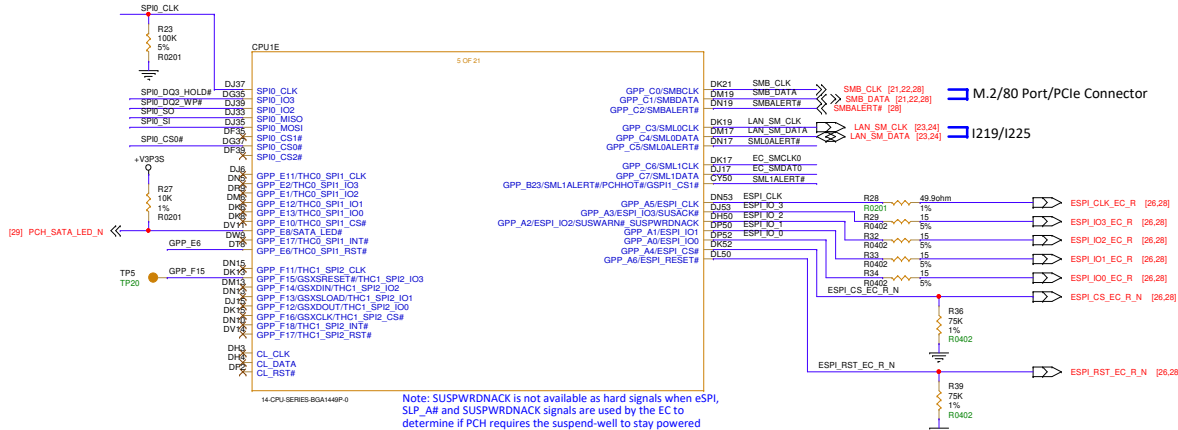 SPI0_CLK
R23
100K
5%
R0201
CPU1E
5 OF 21
DJ37
SPI0_CLK
SPI0_DQ3_HOLD#
DG35
SPI0_IO3
SPI0_DQ2_WP#
DJ39
SPI0_IO2
SPI0_SO
DJ33
SPI0_MISO
SPI0_SI
DJ35
SPI0_MOSI
DF35
SPI0_CS1#
SPI0_CS0#
DG37
SPI0_CS0#
DF39
SPI0_CS2#
+V3P3S
R27
10K
1%
R0201
DJ6
GPP_E11/THC0_SPI1_CLK
GPP_E2/THC0_SPI1_IO3
GPP_E1/THC0_SPI1_IO2
GPP_E12/THC0_SPI1_IO1
GPP_E13/THC0_SPI1_IO0
GPP_E10/THC0_SPI1_CS#
[29] PCH_SATA_LED_N
DV11
GPP_E8/SATA_LED#
GPP_E17/THC0_SPI1_INT#
GPP_E6
GPP_E6/THC0_SPI1_RST#
TP5
TP20
GPP_F15
DN15
GPP_F11/THC1_SPI2_CLK
DK13
GPP_F15/GSXSRESET#/THC1_SPI2_IO3
DM13
GPP_F14/GSXDIN/THC1_SPI2_IO2
DN13
GPP_F13/GSXSLOAD/THC1_SPI2_IO1
DJ15
GPP_F12/GSXDOUT/THC1_SPI2_IO0
DK15
GPP_F16/GSXCLK/THC1_SPI2_CS#
GPP_F18/THC1_SPI2_INT#
DV14
GPP_F17/THC1_SPI2_RST#
DH3
CL_CLK
DH4
CL_DATA
DP2
CL_RST#
14-CPU-SERIES-BGA1449P-0
GPP_C0/SMBCLK
DK21
SMB_CLK
SMB_CLK [21,22,28]
GPP_C1/SMBDATA
DM19
SMB_DATA
SMB_DATA [21,22,28]
GPP_C2/SMBALERT#
DN19
SMBALERT#
SMBALERT# [28]
M.2/80 Port/PCIe Connector
GPP_C3/SML0CLK
DK19
LAN_SM_CLK
LAN_SM_CLK [23,24]
GPP_C4/SML0DATA
DM17
LAN_SM_DATA
LAN_SM_DATA [23,24]
GPP_C5/SML0ALERT#
DN17
SML0ALERT#
I219/I225
GPP_C6/SML1CLK
DK17
EC_SMCLK0
GPP_C7/SML1DATA
DJ17
EC_SMDAT0
GPP_B23/SML1ALERT#/PCHHOT#/GSPI1_CS1#
CY50
SML1ALERT#
GPP_A5/ESPI_CLK
DN53
ESPI_CLK
R28
49.9ohm
R0201
1%
ESPI_CLK_EC_R [26,28]
GPP_A3/ESPI_IO3/SUSACK#
DJ53
ESPI_IO_3
R29
15
R0402
5%
ESPI_IO3_EC_R [26,28]
GPP_A2/ESPI_IO2/SUSWARN#_SUSPWRDNACK
DH50
ESPI_IO_2
R32
15
R0402
5%
ESPI_IO2_EC_R [26,28]
GPP_A1/ESPI_IO1
DP50
ESPI_IO_1
R33
15
R0402
5%
ESPI_IO1_EC_R [26,28]
GPP_A0/ESPI_IO0
DP52
ESPI_IO_0
R34
15
R0402
5%
ESPI_IO0_EC_R [26,28]
GPP_A4/ESPI_CS#
DK52
ESPI_CS_EC_R_N
ESPI_CS_EC_R_N [26,28]
GPP_A6/ESPI_RESET#
DL50
R36
75K
1%
R0402
ESPI_RST_EC_R_N
ESPI_RST_EC_R_N [26,28]
R39
75K
1%
R0402
Note: SUSPWRDNACK is not available as hard signals when eSPI,
SLP_A# and SUSPWRDNACK signals are used by the EC to
determine if PCH requires the suspend-well to stay powered